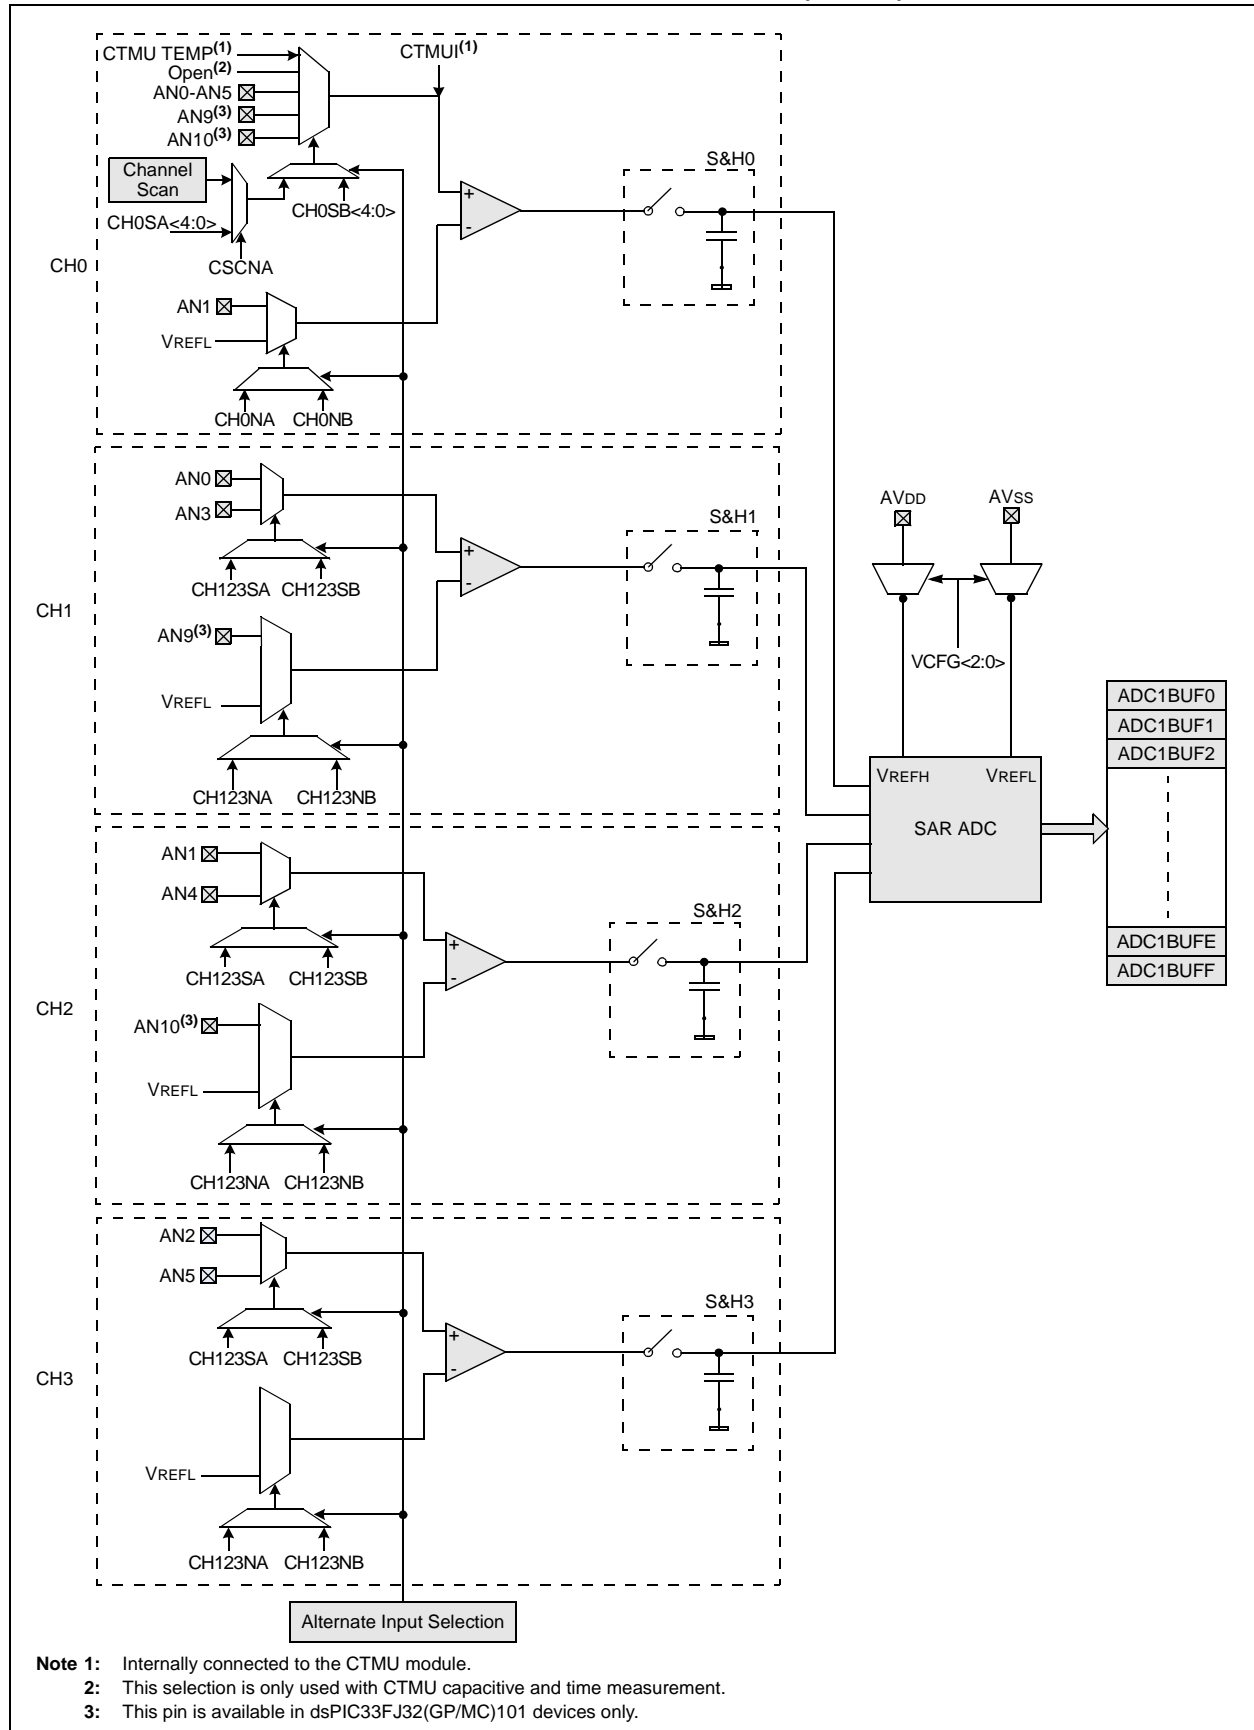 CTMU TEMP(1)
Open(2)
AN0-AN5
AN9(3)
AN10(3)
CTMUI(1)
Channel
Scan
CH0SA<4:0>
CSCNA
CH0SB<4:0>
+
-
S&H0
CH0
AN1
VREFL
CH0NA CH0NB
AN0
AN3
CH123SA CH123SB
+
-
S&H1
CH1
AN9(3)
VREFL
CH123NA CH123NB
AVDD AVSS
VCFG<2:0>
VREFH VREFL
SAR ADC
ADC1BUF0
ADC1BUF1
ADC1BUF2
ADC1BUFE
ADC1BUFF
AN1
AN4
CH123SA CH123SB
+
-
S&H2
CH2
AN10(3)
VREFL
CH123NA CH123NB
AN2
AN5
CH123SA CH123SB
+
-
S&H3
CH3
VREFL
CH123NA CH123NB
Alternate Input Selection
Note 1: Internally connected to the CTMU module.
2: This selection is only used with CTMU capacitive and time measurement.
3: This pin is available in dsPIC33FJ32(GP/MC)101 devices only.